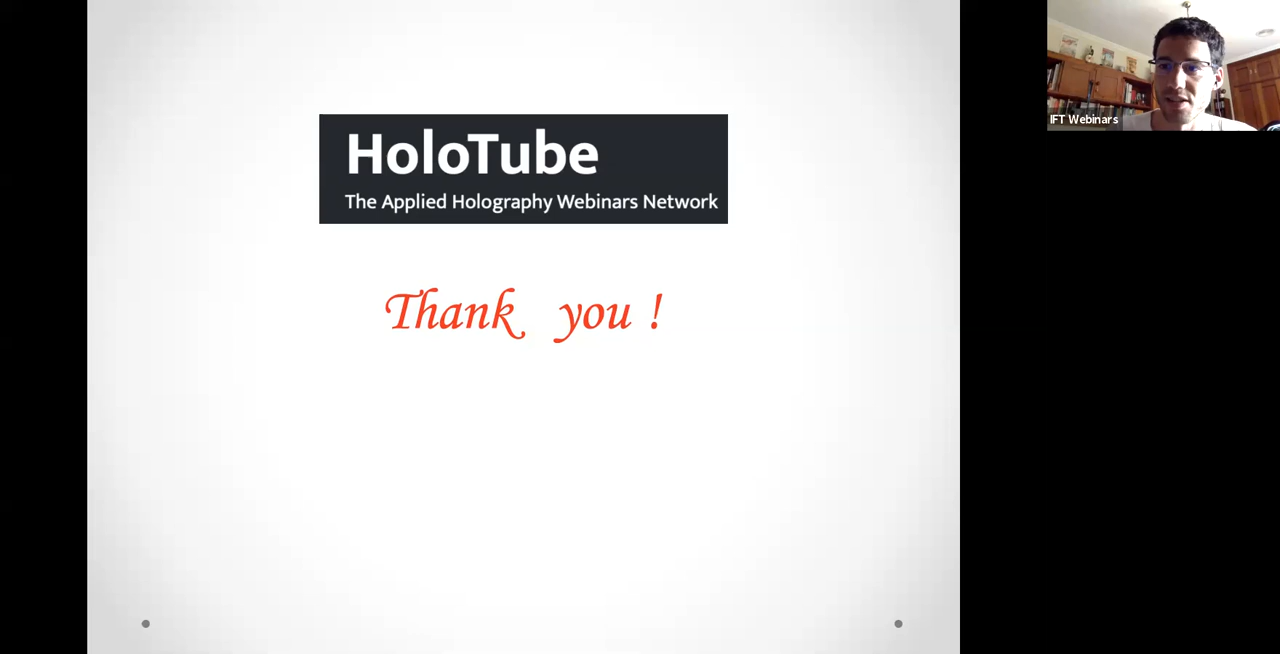 HoloTube
The Applied Holography Webinars Network
Thank you !
IFT Webinars